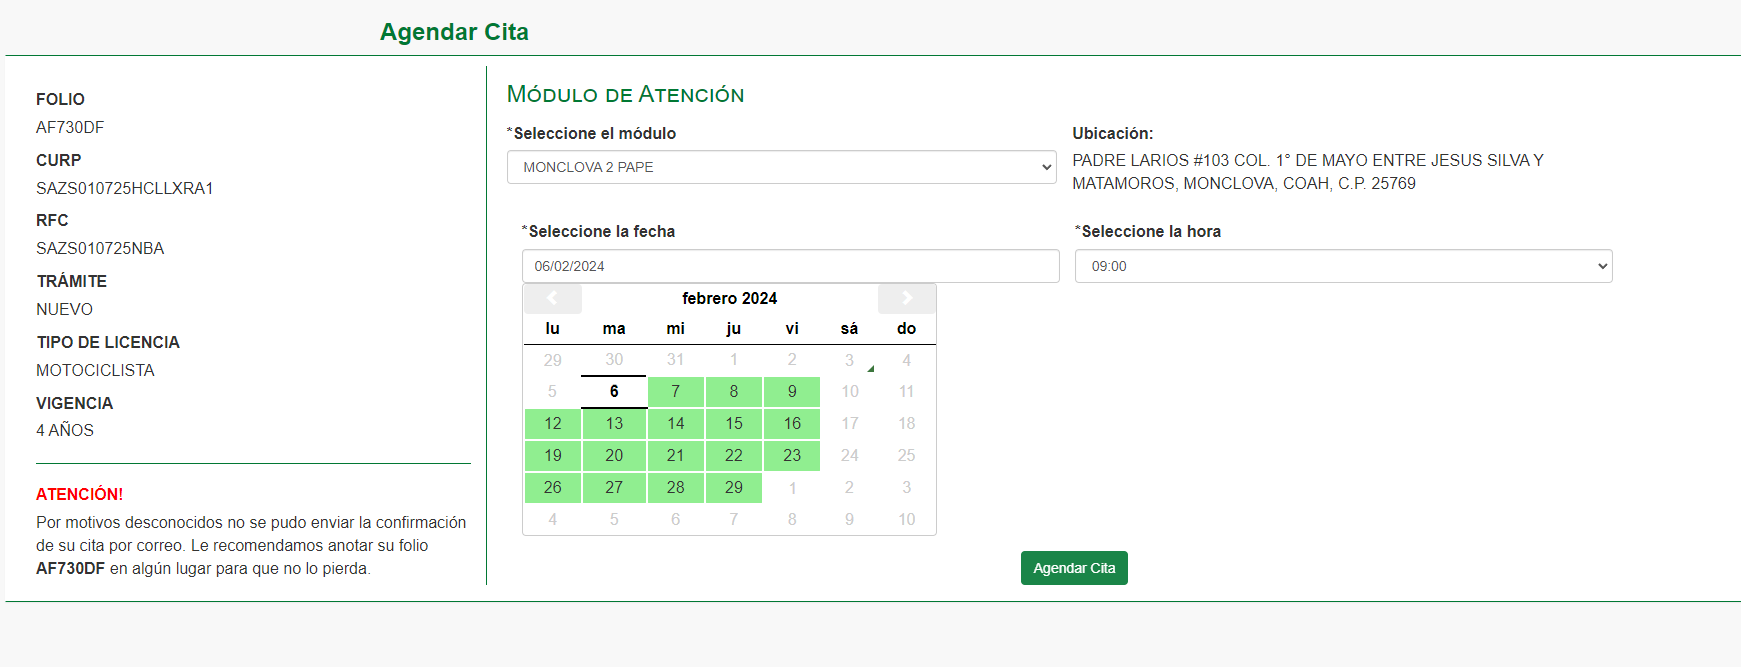 Agendar Cita
FOLIO
AF730DF
CURP
SAZS010725HCLLXRA1
RFC
SAZS010725NBA
TRÁMITE
NUEVO
TIPO DE LICENCIA
MOTOCICLISTA
VIGENCIA
4 AÑOS
ATENCIÓN!
Por motivos desconocidos no se pudo enviar la confirmación
de su cita por correo. Le recomendamos anotar su folio
AF730DF en algún lugar para que no lo pierda.
MÓDULO DE ATENCIÓN
*Seleccione el módulo
MONCLOVA 2 PAPE
Ubicación:
PADRE LARIOS #103 COL. 1° DE MAYO ENTRE JESUS SILVA Y
MATAMOROS, MONCLOVA, COAH, C.P. 25769
*Seleccione la fecha
06/02/2024
*Seleccione la hora
09:00
febrero 2024
lu ma mi ju vi sá do
29 30 31 1 2 3 4
5 6 7 8 9 10 11
12 13 14 15 16 17 18
19 20 21 22 23 24 25
26 27 28 29 1 2 3
4 5 6 7 8 9 10
Agendar Cita